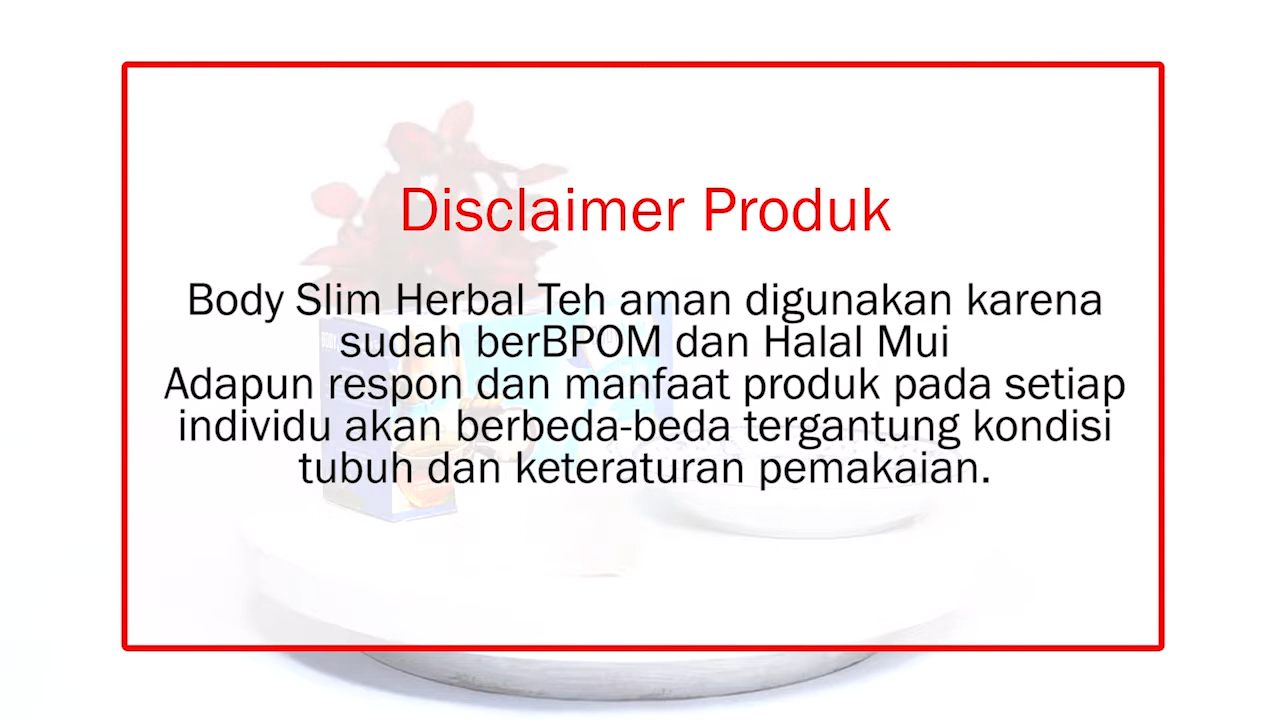 Disclaimer Produk
Body Slim Herbal Teh aman digunakan karena
sudah berBPOM dan Halal Mui
Adapun respon dan manfaat produk pada setiap
individu akan berbeda-beda tergantung kondisi
tubuh dan keteraturan pemakaian.